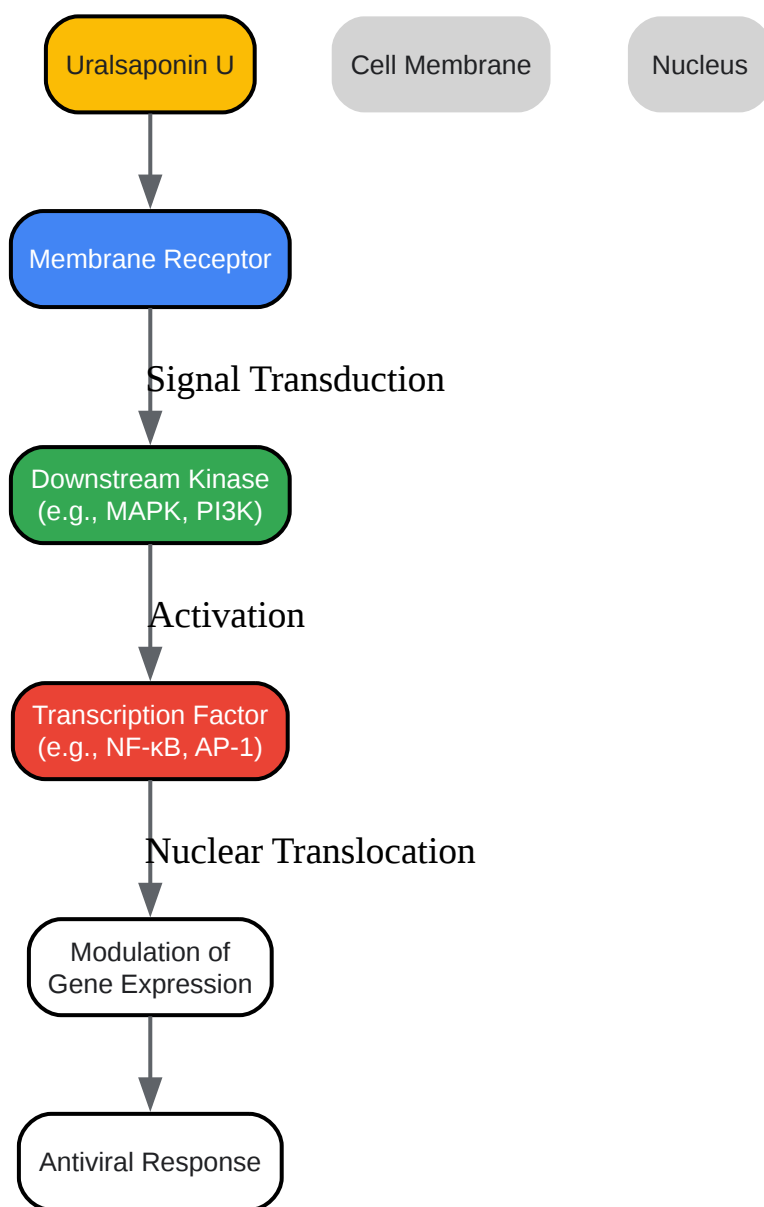 Uralsaponin U
Cell Membrane
Nucleus
Membrane Receptor
Signal Transduction
Downstream Kinase
(e.g., MAPK, PI3K)
Activation
Transcription Factor
(e.g., NF-κB, AP-1)
Nuclear Translocation
Modulation of
Gene Expression
Antiviral Response